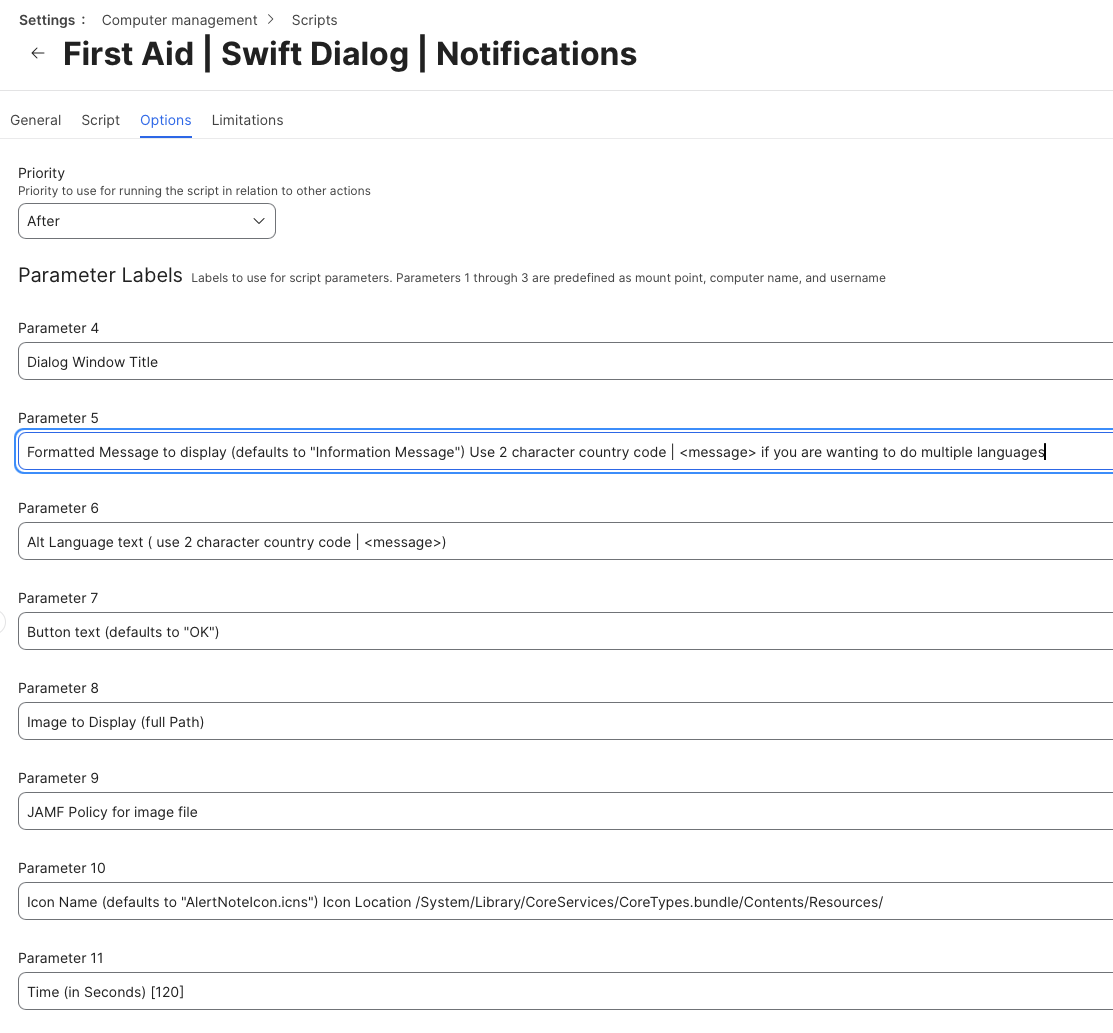 Settings : Computer management > Scripts
← First Aid | Swift Dialog | Notifications
General Script Options Limitations
Priority
Priority to use for running the script in relation to other actions
After
Parameter Labels Labels to use for script parameters. Parameters 1 through 3 are predefined as mount point, computer name, and username
Parameter 4
Dialog Window Title
Parameter 5
Formatted Message to display (defaults to "Information Message") Use 2 character country code | <message> if you are wanting to do multiple languages
Parameter 6
Alt Language text ( use 2 character country code | <message>)
Parameter 7
Button text (defaults to "OK")
Parameter 8
Image to Display (full Path)
Parameter 9
JAMF Policy for image file
Parameter 10
Icon Name (defaults to "AlertNoteIcon.icns") Icon Location /System/Library/CoreServices/CoreTypes.bundle/Contents/Resources/
Parameter 11
Time (in Seconds) [120]